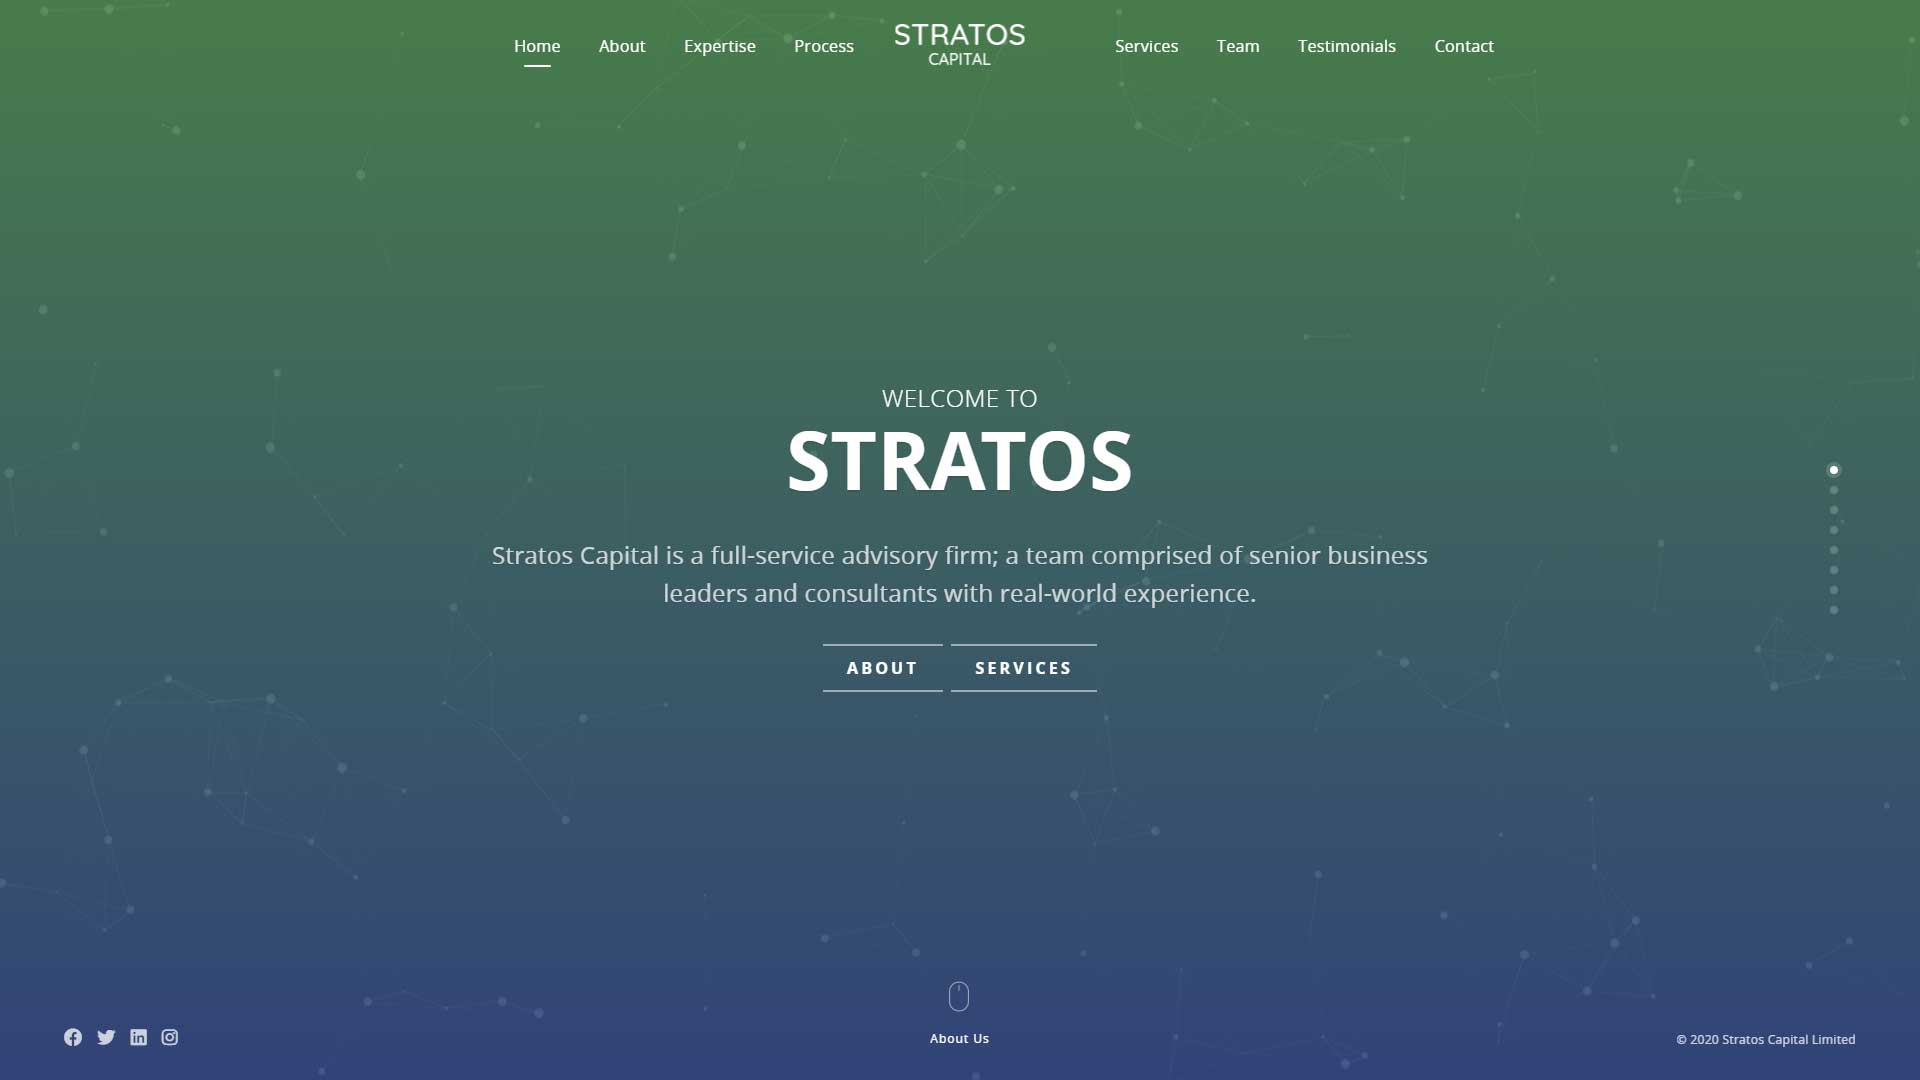 Home About Expertise Process STRATOS CAPITAL Services Team Testimonials Contact
WELCOME TO
STRATOS
Stratos Capital is a full-service advisory firm; a team comprised of senior business
leaders and consultants with real-world experience.
ABOUT SERVICES
About Us
© 2020 Stratos Capital Limited